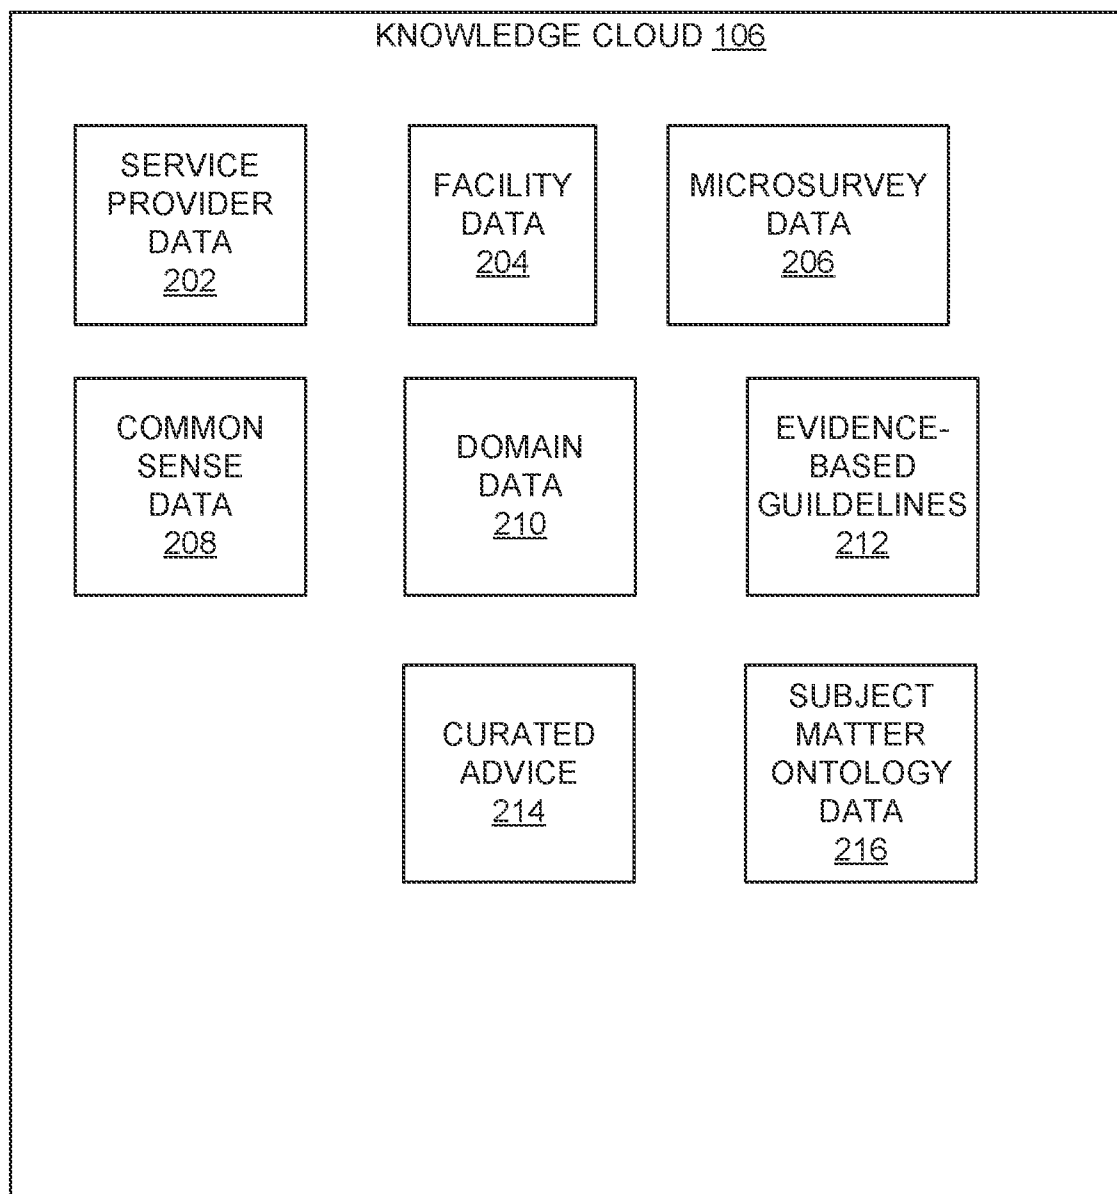 KNOWLEDGE CLOUD 106
SERVICE
PROVIDER
DATA
202
FACILITY
DATA
204
MICROSURVEY
DATA
206
COMMON
SENSE
DATA
208
DOMAIN
DATA
210
EVIDENCE-
BASED
GUILDELINES
212
CURATED
ADVICE
214
SUBJECT
MATTER
ONTOLOGY
DATA
216